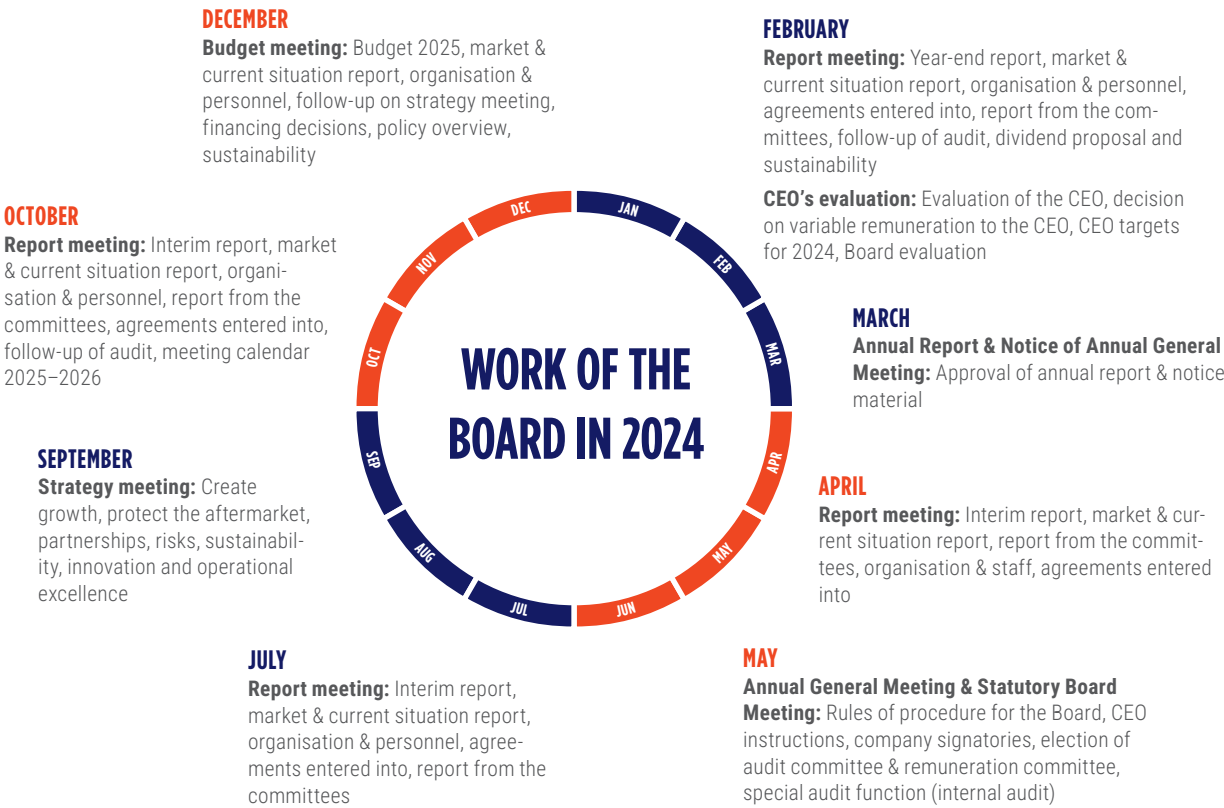 DECEMBER
Budget meeting: Budget 2025, market &
current situation report, organisation &
personnel, follow-up on strategy meeting,
financing decisions, policy overview,
sustainability
FEBRUARY
Report meeting: Year-end report, market &
current situation report, organisation & personnel,
agreements entered into, report from the com-
mittees, follow-up of audit, dividend proposal and
sustainability
CEO's evaluation: Evaluation of the CEO, decision
on variable remuneration to the CEO, CEO targets
for 2024, Board evaluation
OCTOBER
Report meeting: Interim report, market
& current situation report, organi-
sation & personnel, report from the
committees, agreements entered into,
follow-up of audit, meeting calendar
2025–2026
MARCH
Annual Report & Notice of Annual General
Meeting: Approval of annual report & notice
material
SEPTEMBER
Strategy meeting: Create
growth, protect the aftermarket,
partnerships, risks, sustainabil-
ity, innovation and operational
excellence
APRIL
Report meeting: Interim report, market & cur-
rent situation report, report from the commit-
tees, organisation & staff, agreements entered
into
JULY
Report meeting: Interim report,
market & current situation report,
organisation & personnel, agree-
ments entered into, report from the
committees
MAY
Annual General Meeting & Statutory Board
Meeting: Rules of procedure for the Board, CEO
instructions, company signatories, election of
audit committee & remuneration committee,
special audit function (internal audit)
WORK OF THE
BOARD IN 2024
JAN
FEB
MAR
APR
MAY
JUN
JUL
AUG
SEP
OCT
NOV
DEC